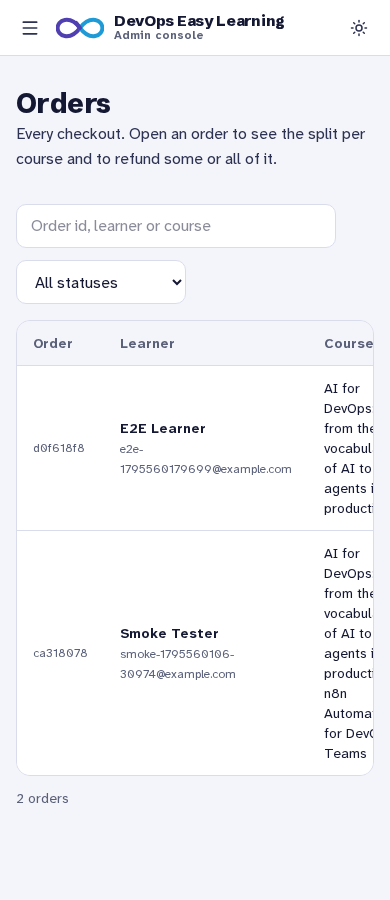 DevOps Easy Learning
Admin console
Orders
Every checkout. Open an order to see the split per
course and to refund some or all of it.
Order id, learner or course
All statuses
Order Learner Course
d0f618f8
E2E Learner
e2e-
1795560179699@example.com
AI for
DevOps
from the
vocabul
of AI to
agents i
product
ca318078
Smoke Tester
smoke-1795560106-
30974@example.com
AI for
DevOps
from the
vocabul
of AI to
agents i
product
n8n
Automa
for DevO
Teams
2 orders